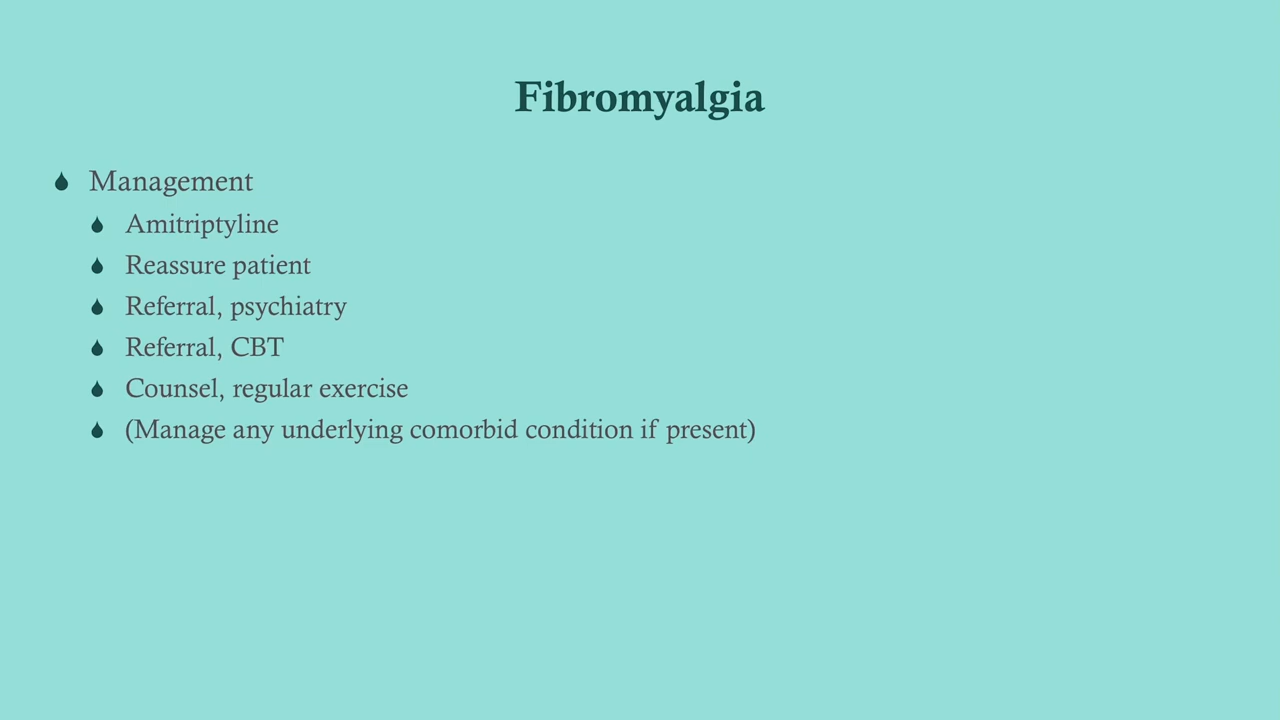 Fibromyalgia
Management
Amitriptyline
Reassure patient
Referral, psychiatry
Referral, CBT
Counsel, regular exercise
(Manage any underlying comorbid condition if present)